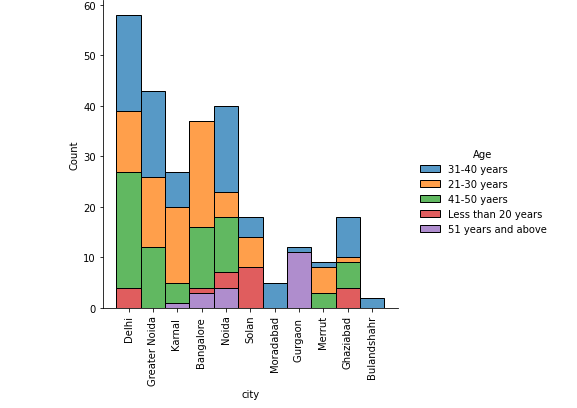 60
50
40
30
20
10
0
Count
Delhi
Greater Noida
Karnal
Bangalore
Noida
Solan
Moradabad
Gurgaon
Merrut
Ghaziabad
Bulandshahr
city
Age
31-40 years
21-30 years
41-50 yaers
Less than 20 years
51 years and above